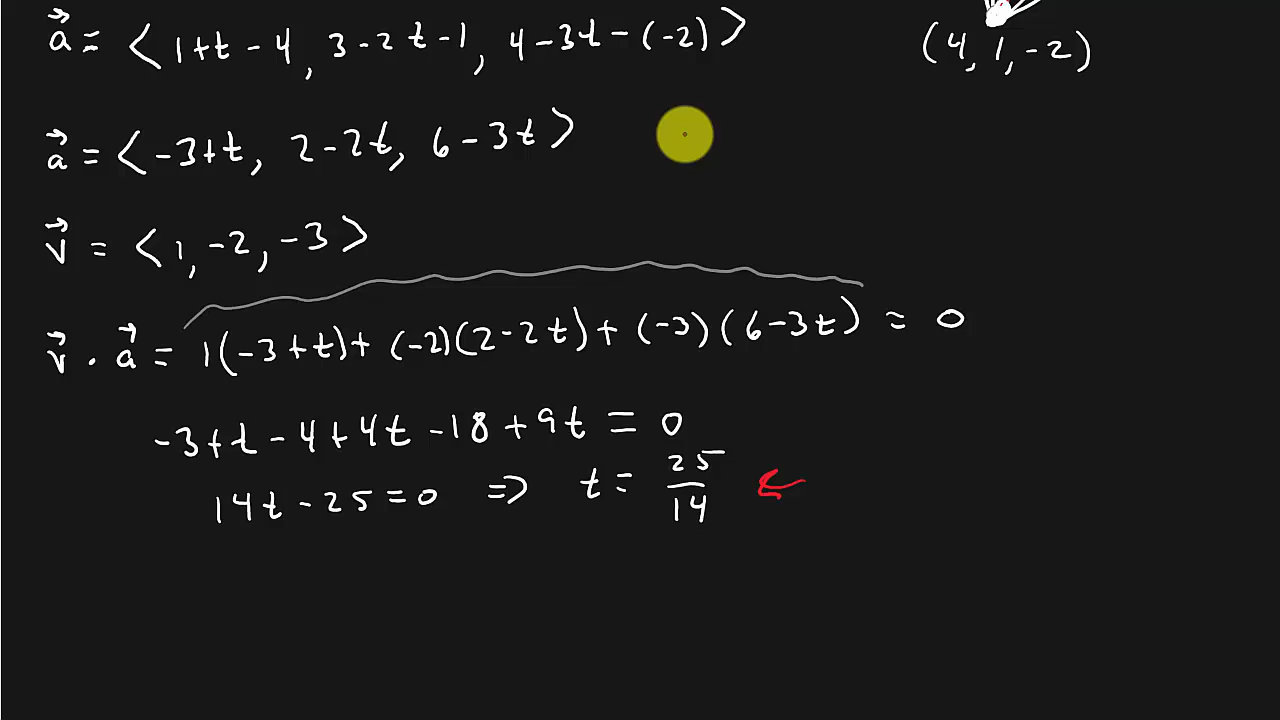 a⃗ = ⟨1+t-4, 3-2t-1, 4-3t-(-2)⟩
(4, 1, -2)
a⃗ = ⟨-3+t, 2-2t, 6-3t⟩
v⃗ = ⟨1, -2, -3⟩
v⃗ · a⃗ = 1(-3+t)+(-2)(2-2t)+(-3)(6-3t) = 0
-3+t-4+4t-18+9t = 0
14t-25=0 ⇒ t = 25/14